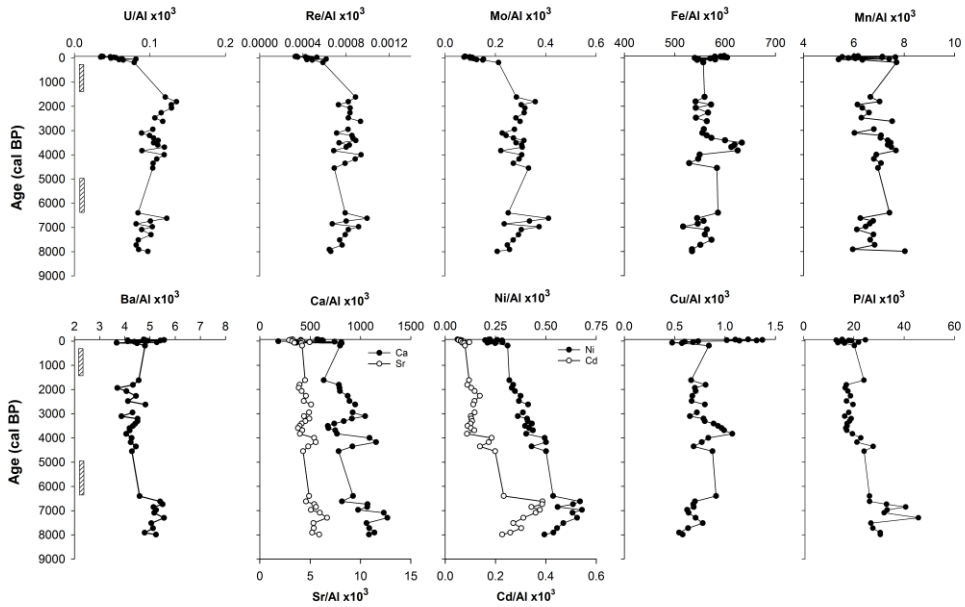 U/Al x10³ Re/Al x10³ Mo/Al x10³ Fe/Al x10³ Mn/Al x10³
0.0 0.1 0.2 0.0000 0.0004 0.0008 0.0012 0.0 0.2 0.4 0.6 400 500 600 700 4 6 8 10
0
1000
2000
3000
4000
5000
6000
7000
8000
9000
Age (cal BP)
Ba/Al x10³ Ca/Al x10³ Ni/Al x10³ Cu/Al x10³ P/Al x10³
2 3 4 5 6 7 8 0 500 1000 1500 0.00 0.25 0.50 0.75 0.0 0.5 1.0 1.5 0 20 40 60
Ca
Sr
Ni
Cd
0
1000
2000
3000
4000
5000
6000
7000
8000
9000
Age (cal BP)
0 5 10 15 0.0 0.2 0.4 0.6
Sr/Al x10³ Cd/Al x10³